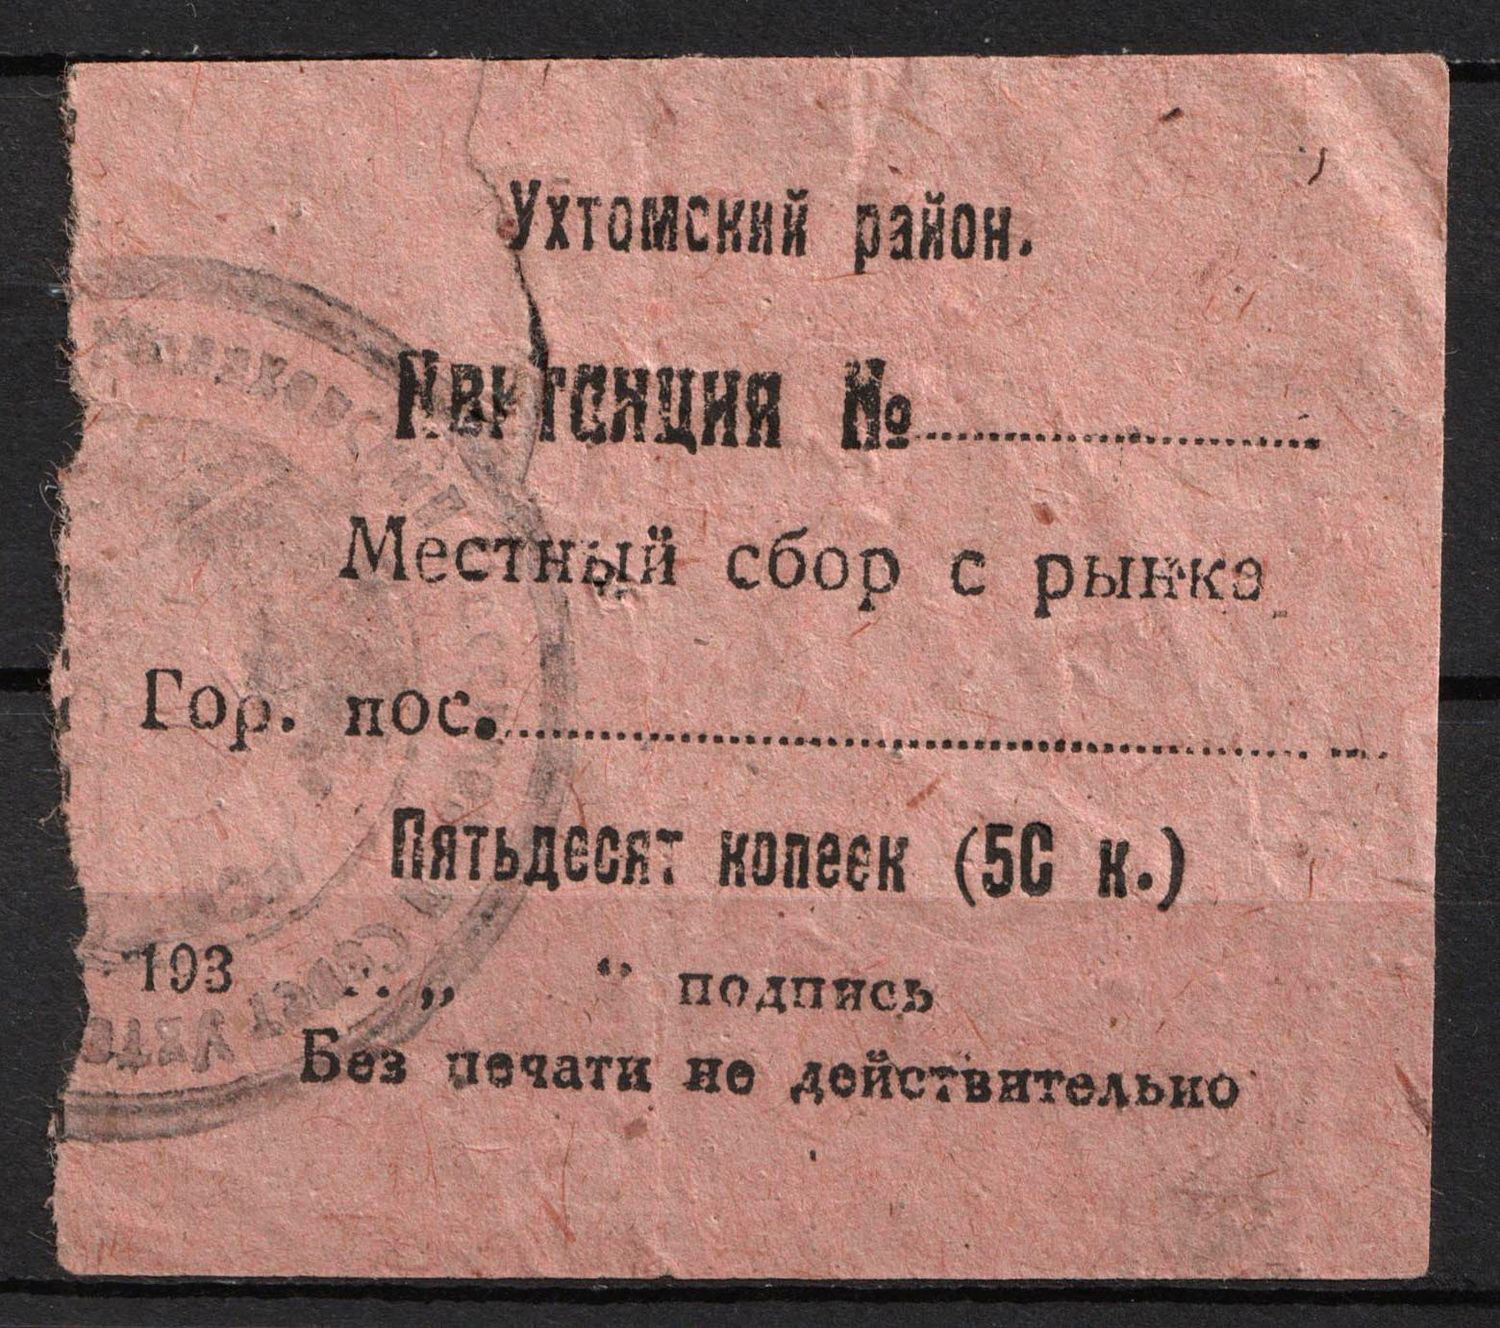 Ухтомский район.
Квитанция №
Местный сбор с рынка
Гор. пос.
Пятьдесят копеек (50 к.)
193 г. „ “ подпись
Без печати не действительно